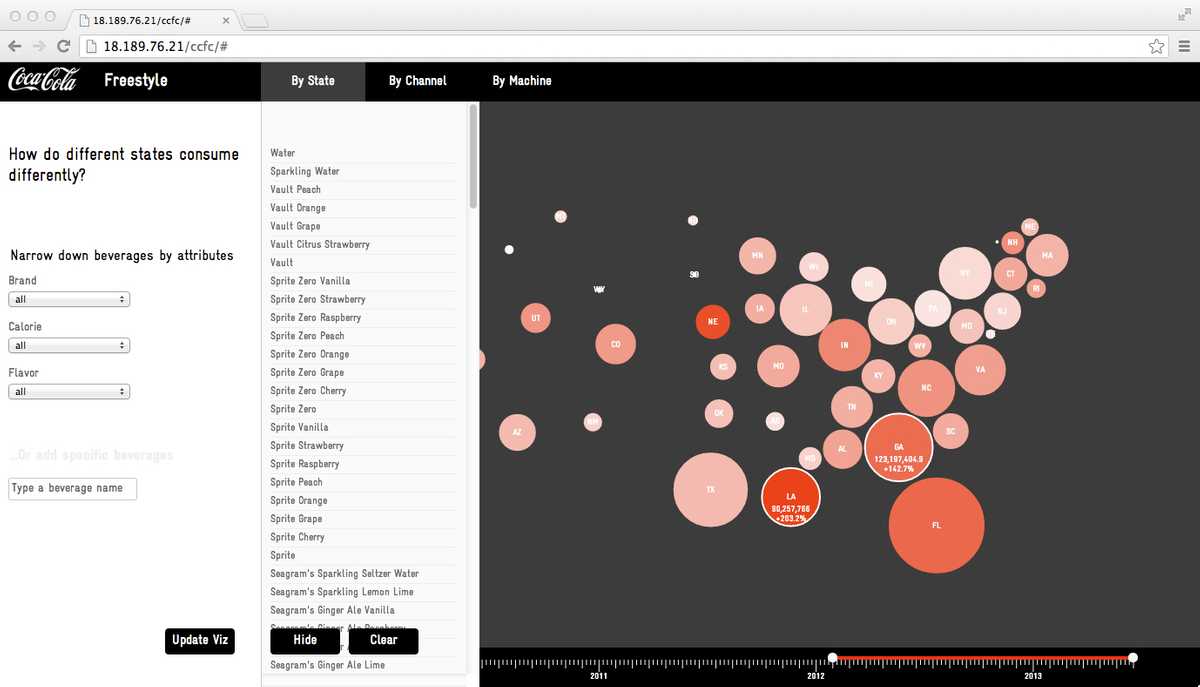 18.189.76.21/ccfc/#
18.189.76.21/ccfc/#
Coca-Cola
Freestyle
By State
By Channel
By Machine
How do different states consume
differently?
Narrow down beverages by attributes
Brand
all
Calorie
all
Flavor
all
...Or add specific beverages
Type a beverage name
Update Viz
Water
Sparkling Water
Vault Peach
Vault Orange
Vault Grape
Vault Citrus Strawberry
Vault
Sprite Zero Vanilla
Sprite Zero Strawberry
Sprite Zero Raspberry
Sprite Zero Peach
Sprite Zero Orange
Sprite Zero Grape
Sprite Zero Cherry
Sprite Zero
Sprite Vanilla
Sprite Strawberry
Sprite Raspberry
Sprite Peach
Sprite Orange
Sprite Grape
Sprite Cherry
Sprite
Seagram's Sparkling Seltzer Water
Seagram's Sparkling Lemon Lime
Seagram's Ginger Ale Vanilla
Seagram's Ginger Ale Raspberry
Hide
Clear
Seagram's Ginger Ale Lime
ME
NH
MN
MA
WI
NY
CT
MI
RI
WY
IA
IL
PA
NJ
UT
NE
OH
MD
CO
IN
WV
KS
MO
KY
VA
NC
OK
TN
AZ
NM
SC
AL
GA
123,197,404.9
+142.7%
MS
TX
LA
80,257,766
+203.2%
FL
2011
2012
2013